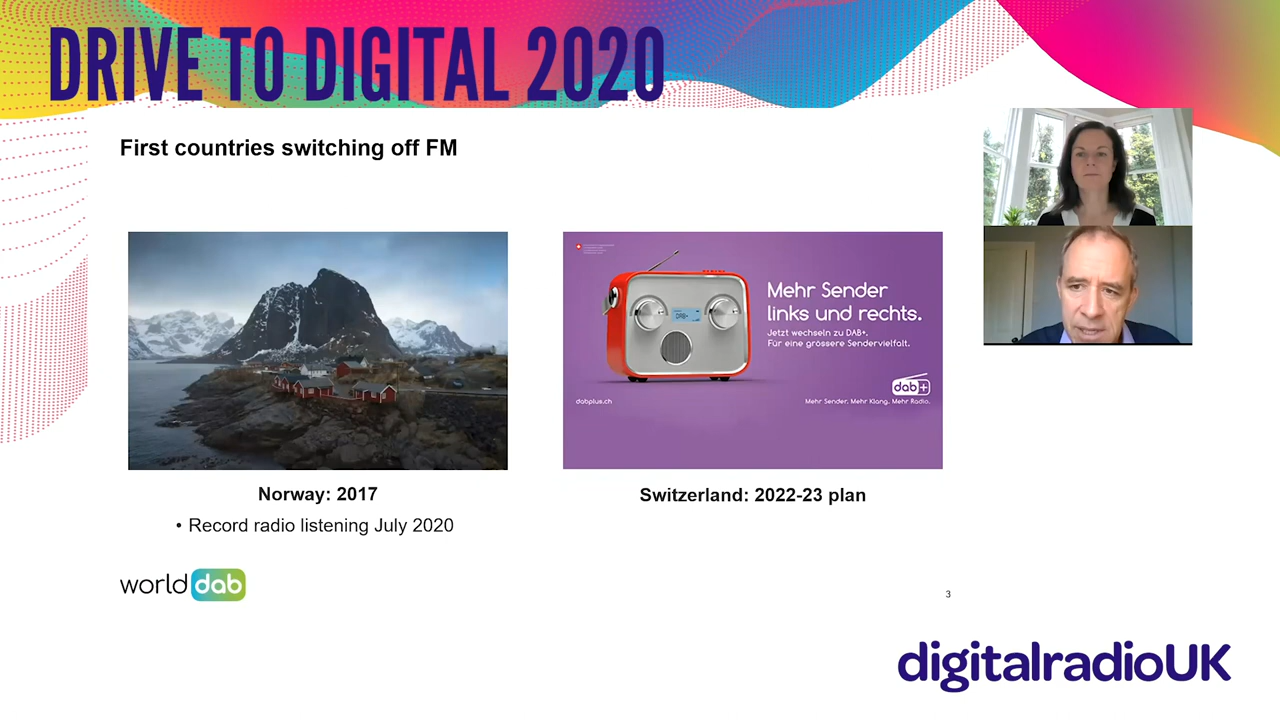 DRIVE TO DIGITAL 2020
First countries switching off FM
Mehr Sender
links und rechts.
Jetzt wechseln zu DAB+.
Für eine grössere Sendervielfalt.
DAB+
dab+
dabplus.ch
Mehr Sender. Mehr Klang. Mehr Radio.
Norway: 2017
• Record radio listening July 2020
Switzerland: 2022-23 plan
worlddab
3
digitalradioUK